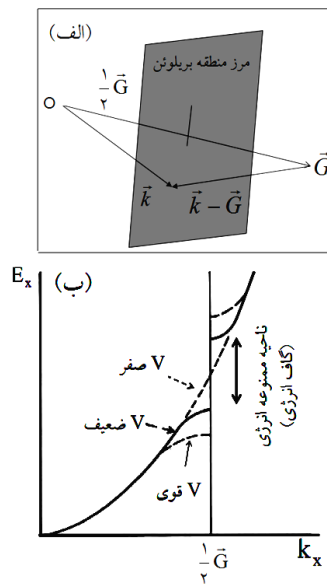 (الف)
مرز منطقه بریلوئن
½ G⃗
O
G⃗
k⃗
k⃗ − G⃗
Eₓ
(ب)
V صفر
V ضعیف
V قوی
ناحیه ممنوعه انرژی
(گاف انرژی)
½ G⃗
kₓ